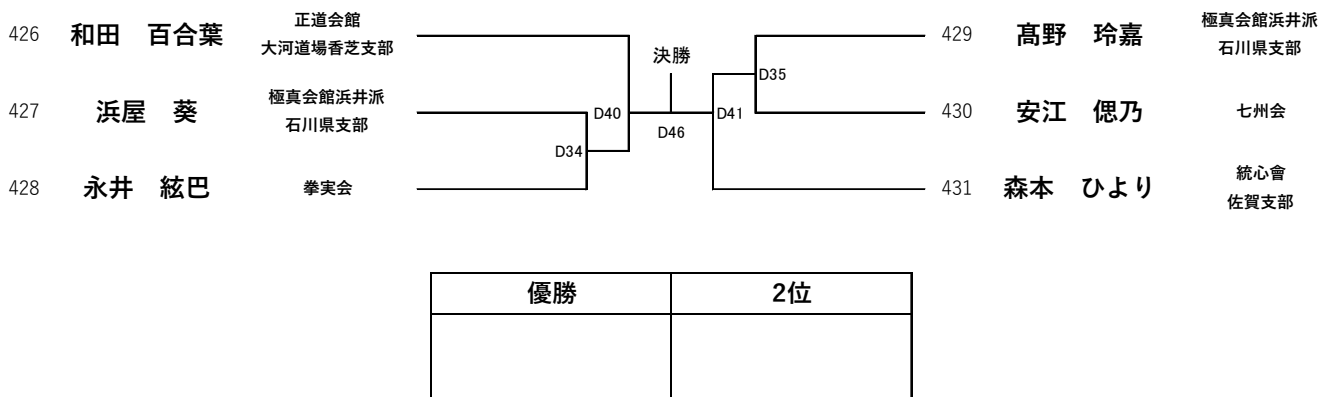 426 和田　百合葉 正道会館
大河道場香芝支部
427 浜屋　葵 極真会館浜井派
石川県支部
428 永井　絃巴 拳実会
決勝
D34
D40
D46
D41
D35
429 髙野　玲嘉 極真会館浜井派
石川県支部
430 安江　偲乃 七州会
431 森本　ひより 統心會
佐賀支部
優勝 2位